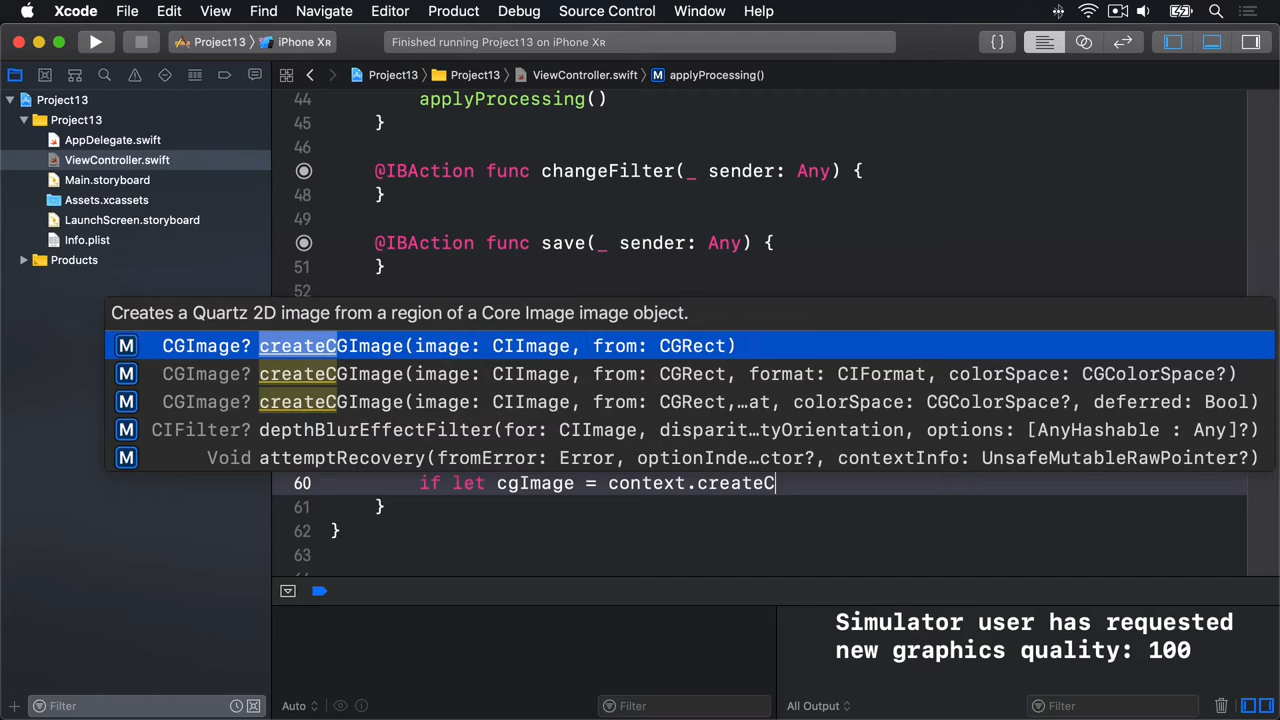 Xcode File Edit View Find Navigate Editor Product Debug Source Control Window Help
Project13 iPhone Xʀ Finished running Project13 on iPhone Xʀ
Project13 Project13 ViewController.swift M applyProcessing()
Project13
Project13
AppDelegate.swift
ViewController.swift
Main.storyboard
Assets.xcassets
LaunchScreen.storyboard
Info.plist
Products
44 applyProcessing()
45 }
46
@IBAction func changeFilter(_ sender: Any) {
48 }
49
@IBAction func save(_ sender: Any) {
51 }
52
Creates a Quartz 2D image from a region of a Core Image image object.
M CGImage? createCGImage(image: CIImage, from: CGRect)
M CGImage? createCGImage(image: CIImage, from: CGRect, format: CIFormat, colorSpace: CGColorSpace?)
M CGImage? createCGImage(image: CIImage, from: CGRect,…at, colorSpace: CGColorSpace?, deferred: Bool)
M CIFilter? depthBlurEffectFilter(for: CIImage, disparit…tyOrientation, options: [AnyHashable : Any]?)
M Void attemptRecovery(fromError: Error, optionInde…ctor?, contextInfo: UnsafeMutableRawPointer?)
60 if let cgImage = context.createC
61 }
62 }
63
Simulator user has requested
new graphics quality: 100
Filter Auto Filter All Output Filter